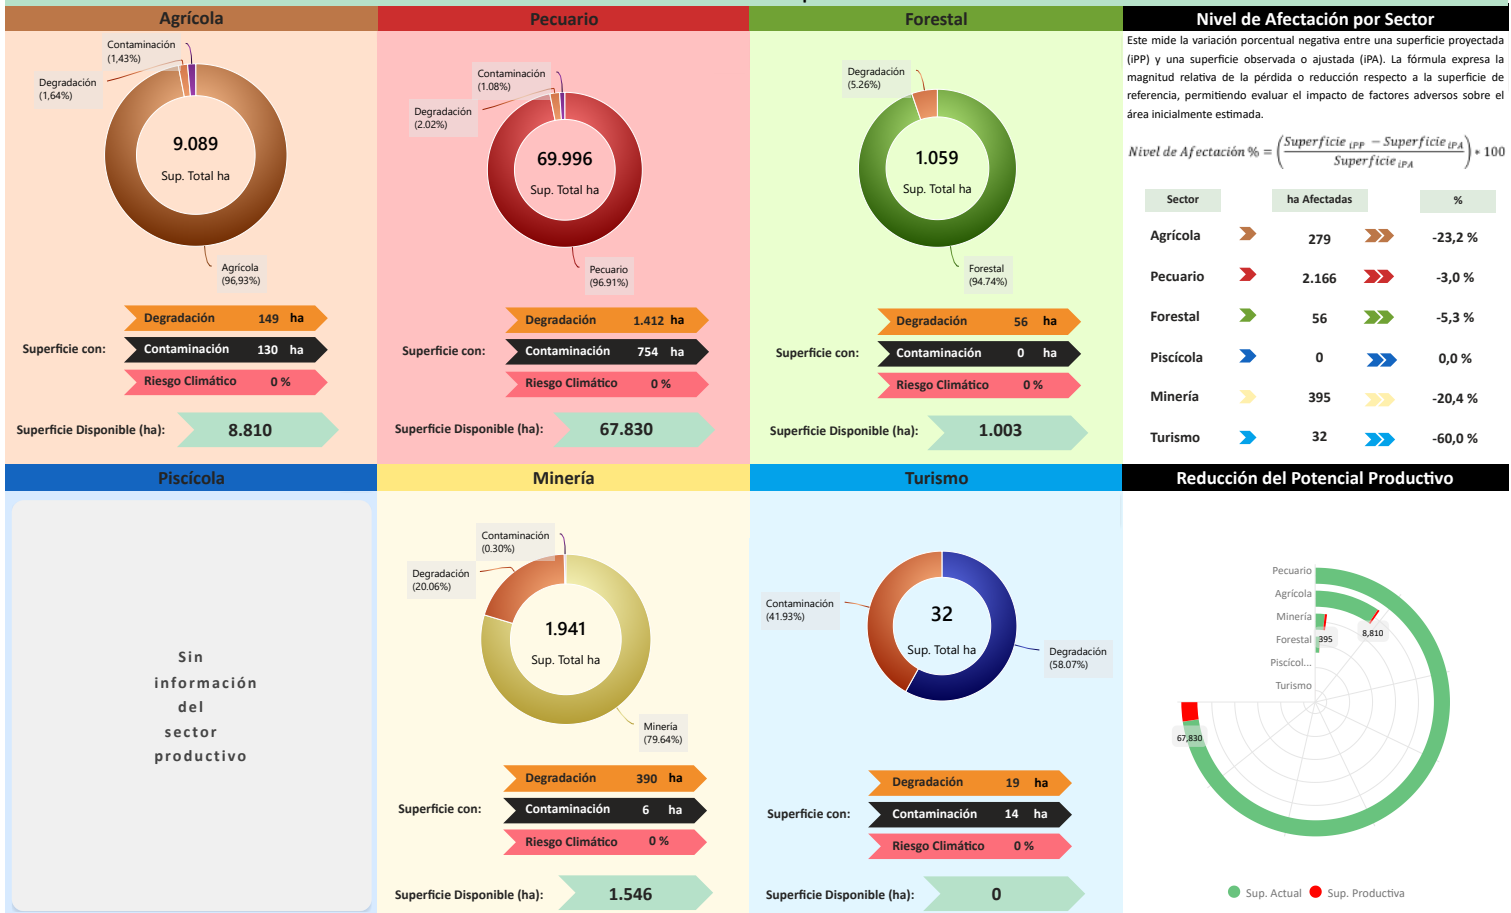 Agrícola
Contaminación
(1,43%)
Degradación
(1,64%)
9.089
Sup. Total ha
Agrícola
(96,93%)
Superficie con:
Degradación 149 ha
Contaminación 130 ha
Riesgo Climático 0 %
Superficie Disponible (ha): 8.810
Pecuario
Contaminación
(1.08%)
Degradación
(2.02%)
69.996
Sup. Total ha
Pecuario
(96.91%)
Superficie con:
Degradación 1.412 ha
Contaminación 754 ha
Riesgo Climático 0 %
Superficie Disponible (ha): 67.830
Forestal
Degradación
(5.26%)
1.059
Sup. Total ha
Forestal
(94.74%)
Superficie con:
Degradación 56 ha
Contaminación 0 ha
Riesgo Climático 0 %
Superficie Disponible (ha): 1.003
Nivel de Afectación por Sector
Este mide la variación porcentual negativa entre una superficie proyectada
(iPP) y una superficie observada o ajustada (iPA). La fórmula expresa la
magnitud relativa de la pérdida o reducción respecto a la superficie de
referencia, permitiendo evaluar el impacto de factores adversos sobre el
área inicialmente estimada.
Nivel de Afectación % = (Superficie iPP − Superficie iPA / Superficie iPA) * 100
Sector ha Afectadas %
Agrícola 279 -23,2 %
Pecuario 2.166 -3,0 %
Forestal 56 -5,3 %
Piscícola 0 0,0 %
Minería 395 -20,4 %
Turismo 32 -60,0 %
Piscícola
Sin
información
del
sector
productivo
Minería
Contaminación
(0.30%)
Degradación
(20.06%)
1.941
Sup. Total ha
Minería
(79.64%)
Superficie con:
Degradación 390 ha
Contaminación 6 ha
Riesgo Climático 0 %
Superficie Disponible (ha): 1.546
Turismo
Contaminación
(41.93%)
32
Sup. Total ha
Degradación
(58.07%)
Superficie con:
Degradación 19 ha
Contaminación 14 ha
Riesgo Climático 0 %
Superficie Disponible (ha): 0
Reducción del Potencial Productivo
Pecuario
Agrícola
Minería
Forestal
Piscícol...
Turismo
395
8,810
67,830
Sup. Actual Sup. Productiva